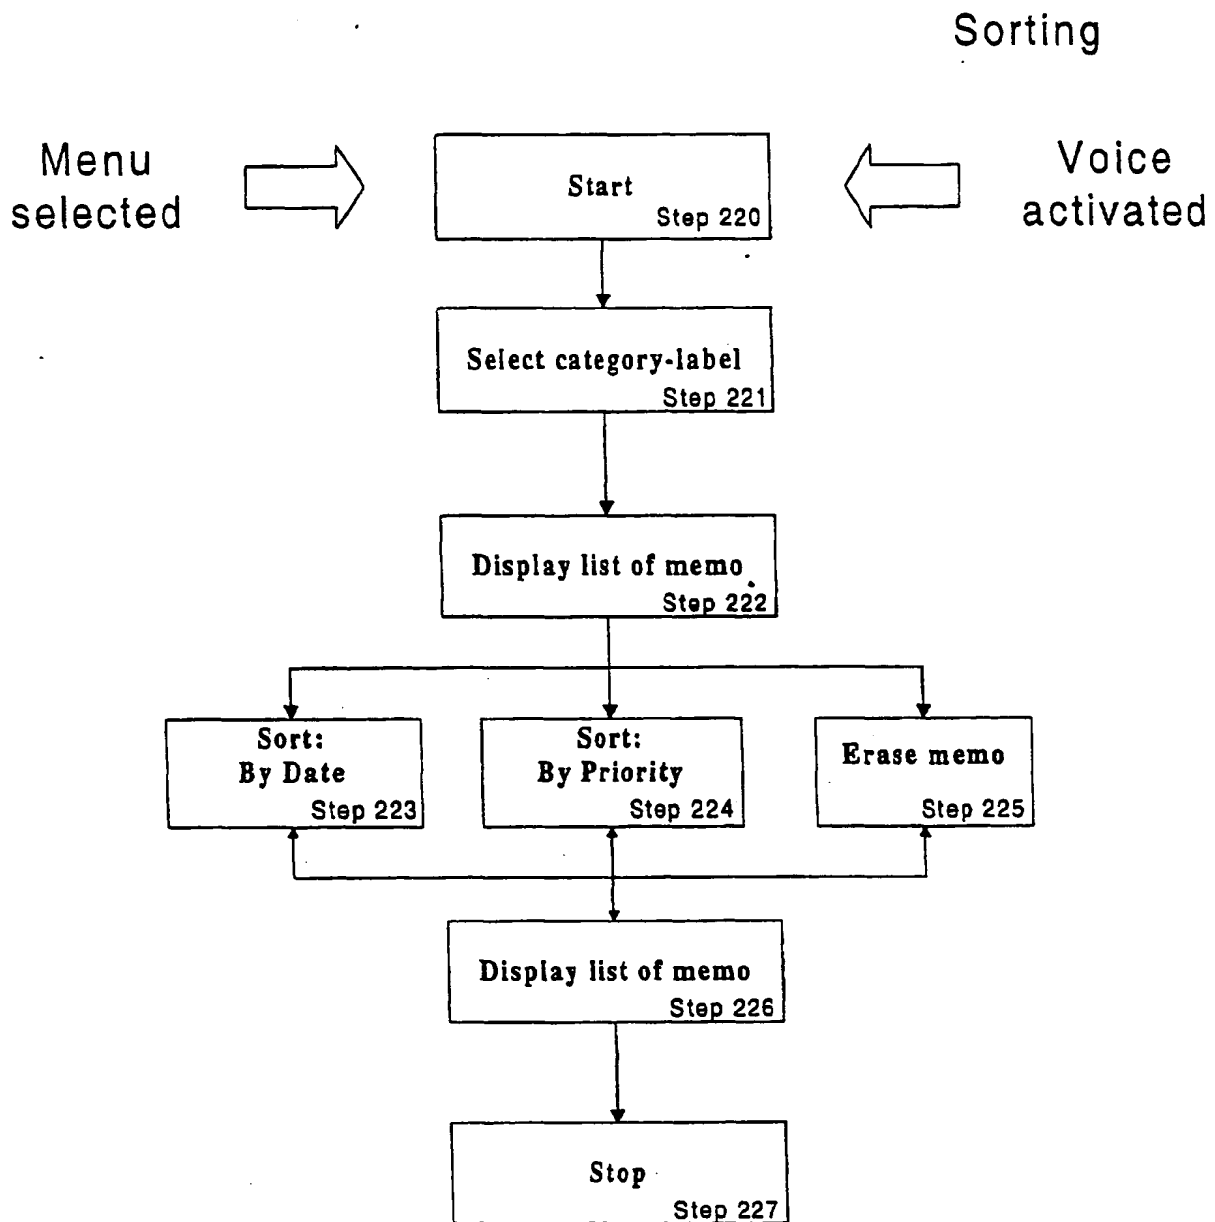 Sorting
Menu
selected
Start
Step 220
Voice
activated
Select category-label
Step 221
Display list of memo
Step 222
Sort:
By Date
Step 223
Sort:
By Priority
Step 224
Erase memo
Step 225
Display list of memo
Step 226
Stop
Step 227